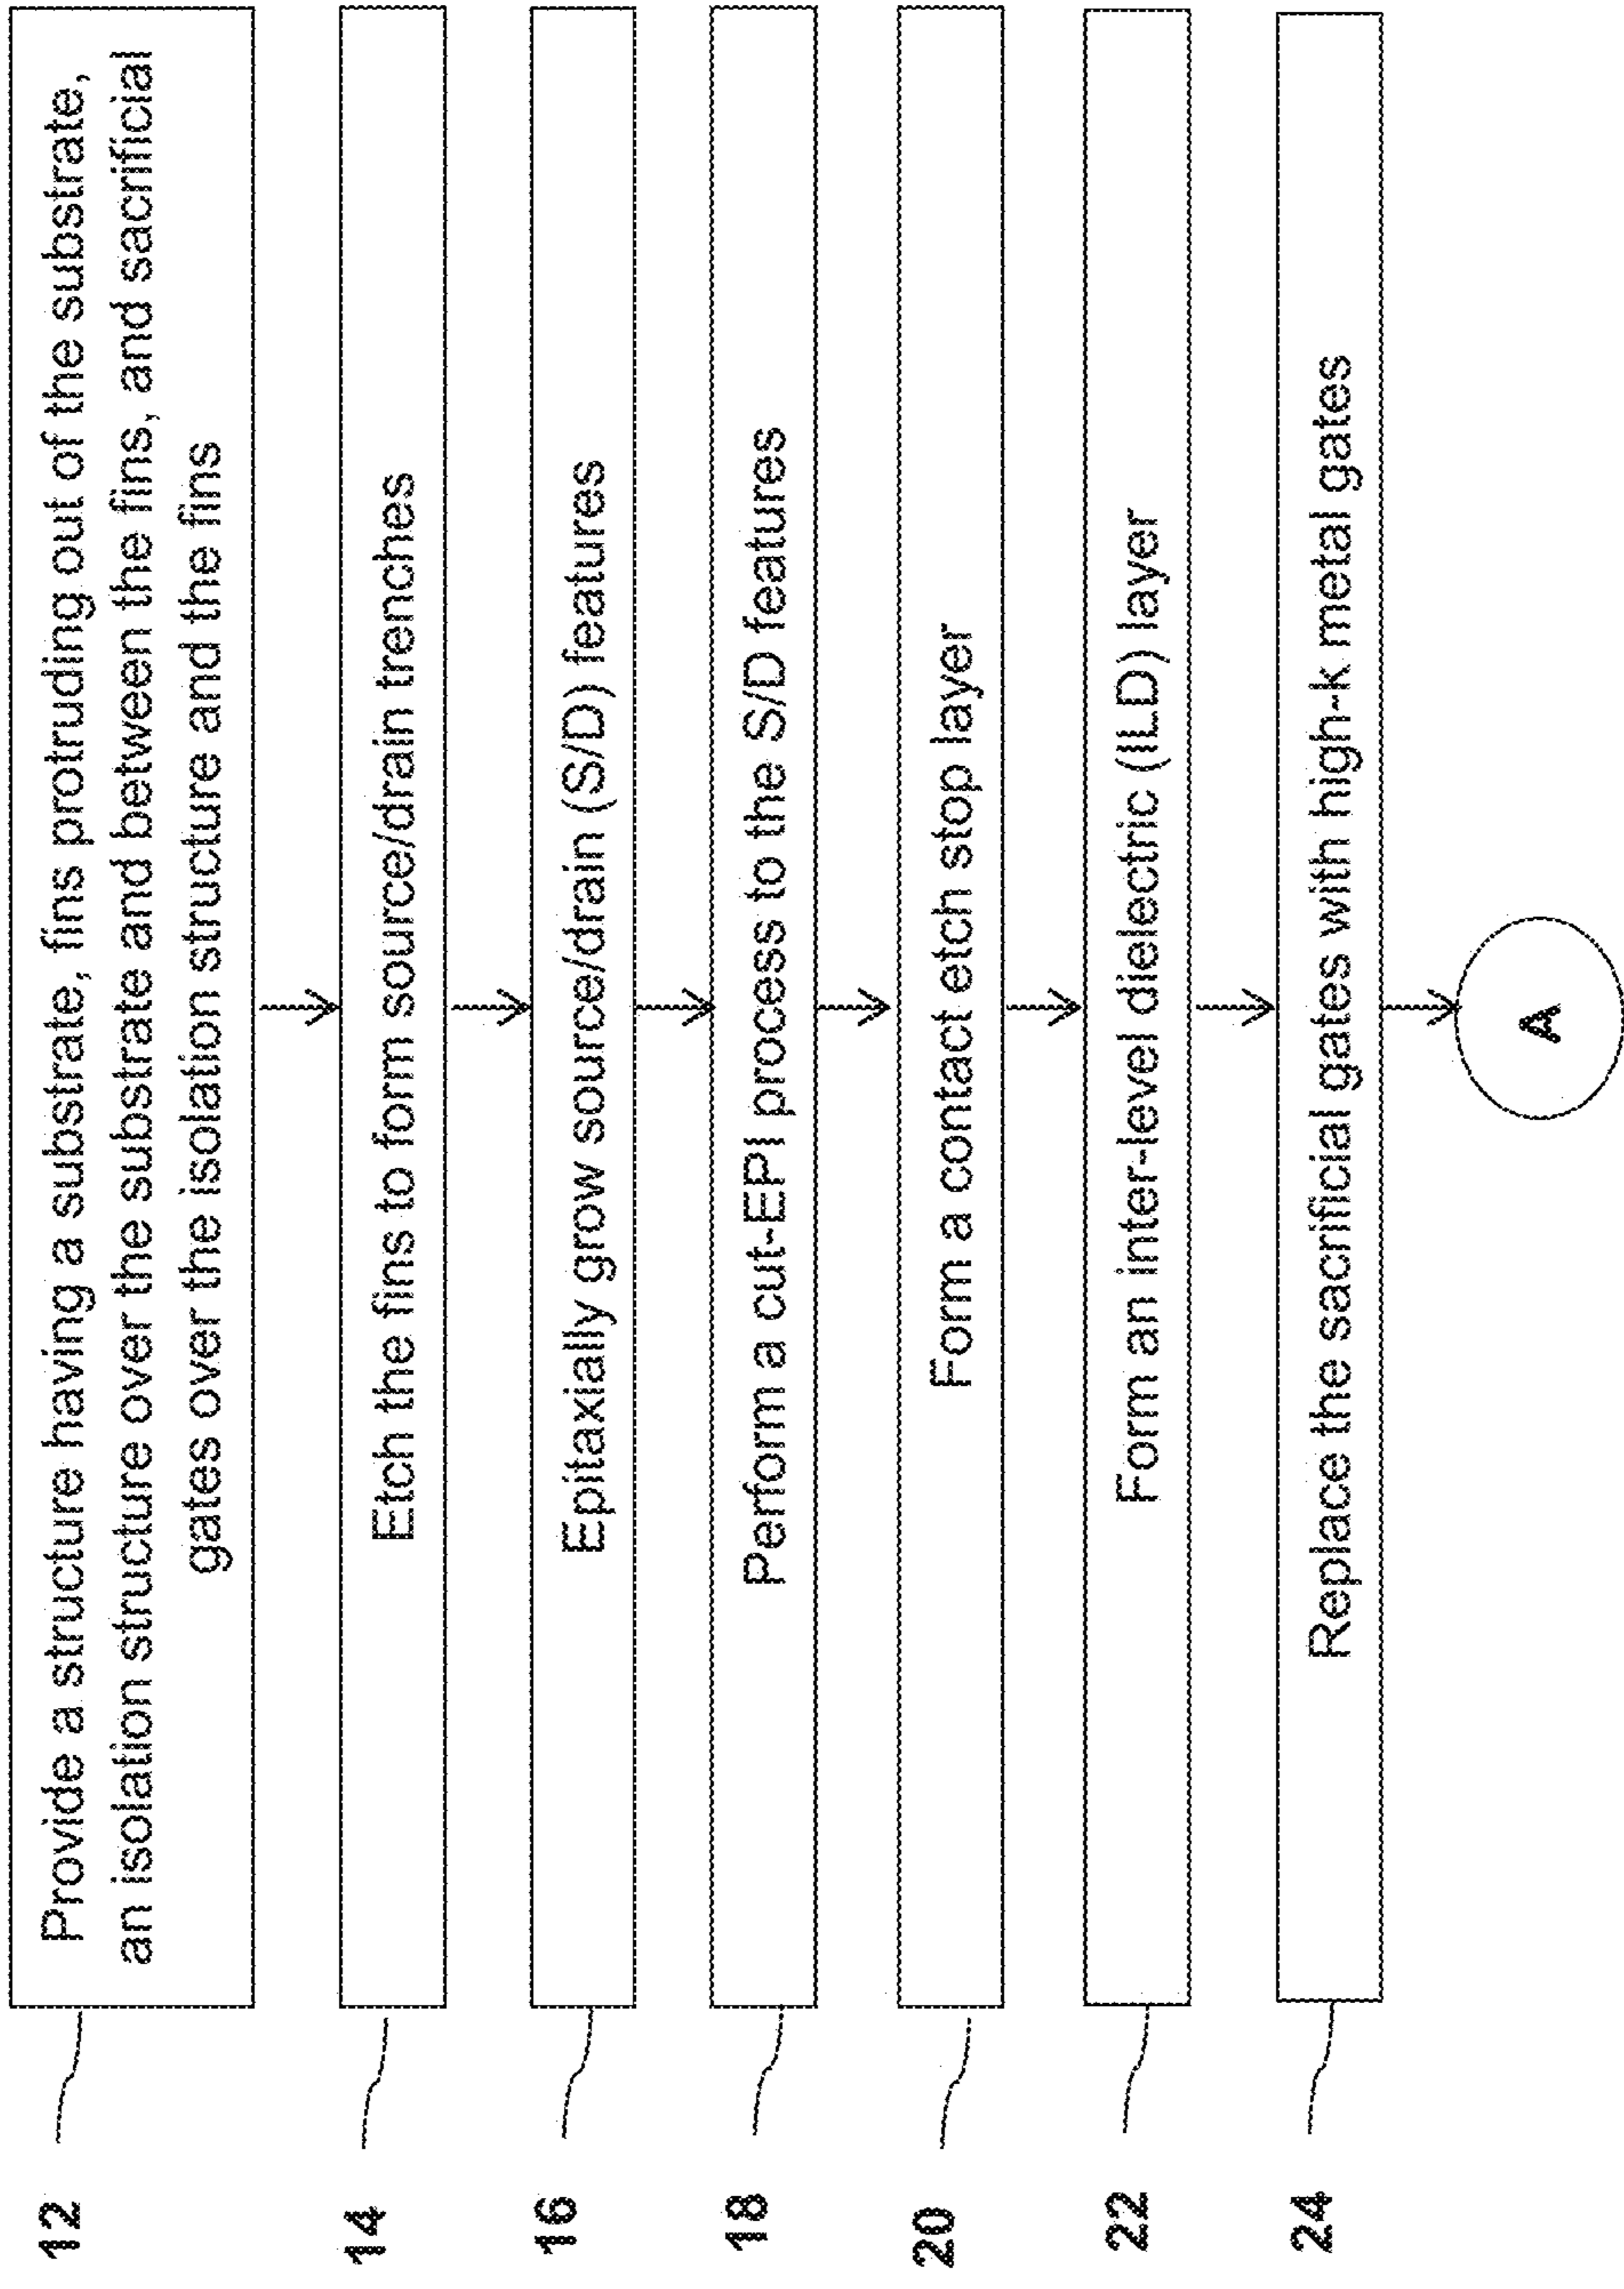 12
Provide a structure having a substrate, fins protruding out of the substrate,
an isolation structure over the substrate and between the fins, and sacrificial
gates over the isolation structure and the fins
14
Etch the fins to form source/drain trenches
16
Epitaxially grow source/drain (S/D) features
18
Perform a cut-EPI process to the S/D features
20
Form a contact etch stop layer
22
Form an inter-level dielectric (ILD) layer
24
Replace the sacrificial gates with high-k metal gates
A